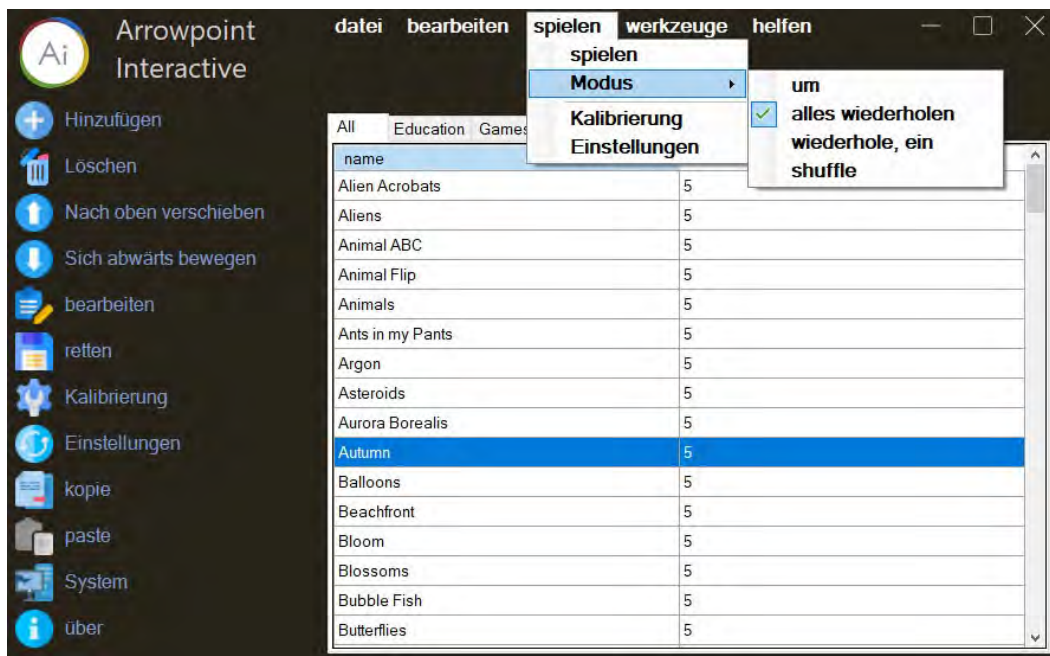 Ai
Arrowpoint
Interactive
datei bearbeiten spielen werkzeuge helfen
spielen
Modus
Kalibrierung
Einstellungen
um
alles wiederholen
wiederhole, ein
shuffle
Hinzufügen
Löschen
Nach oben verschieben
Sich abwärts bewegen
bearbeiten
retten
Kalibrierung
Einstellungen
kopie
paste
System
über
All Education Games
name
Alien Acrobats 5
Aliens 5
Animal ABC 5
Animal Flip 5
Animals 5
Ants in my Pants 5
Argon 5
Asteroids 5
Aurora Borealis 5
Autumn 5
Balloons 5
Beachfront 5
Bloom 5
Blossoms 5
Bubble Fish 5
Butterflies 5